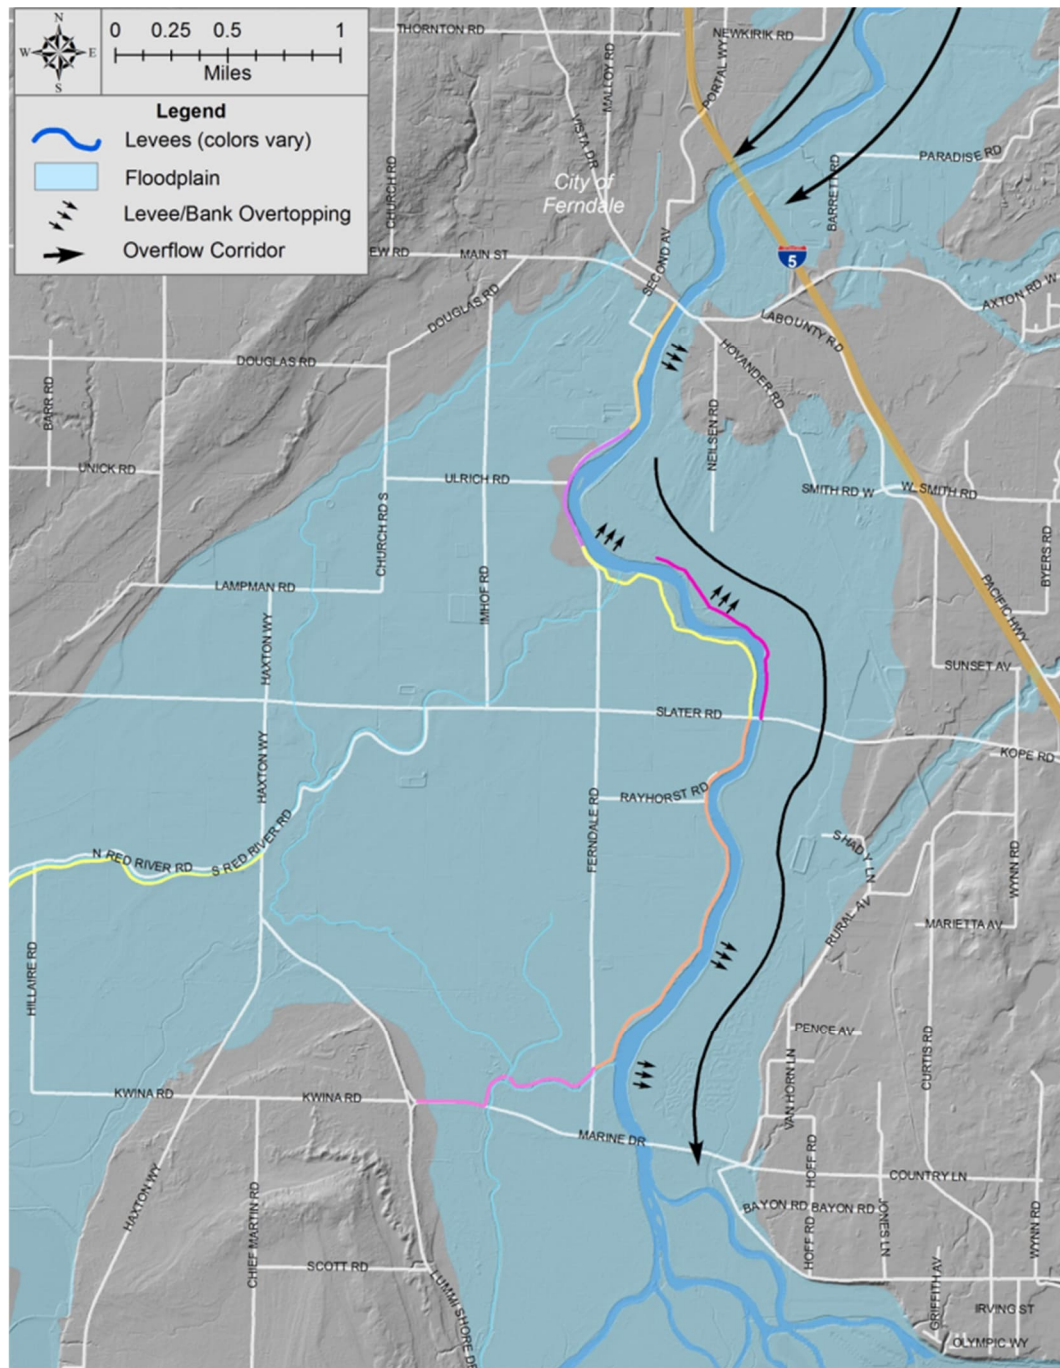 N
W
E
S
0 0.25 0.5 1
Miles
Legend
Levees (colors vary)
Floodplain
Levee/Bank Overtopping
Overflow Corridor
THORNTON RD
NEWKIRIK RD
MALLOY RD
PORTAL WY
VISTA DR
CHURCH RD
PARADISE RD
BARRETT RD
City of
Ferndale
EW RD
MAIN ST
SECOND AV
5
AXTON RD W
DOUGLAS RD
LABOUNTY RD
DOUGLAS RD
HOVANDER RD
BARR RD
NEILSEN RD
UNICK RD
ULRICH RD
SMITH RD W
W SMITH RD
CHURCH RD S
BYERS RD
LAMPMAN RD
IMHOF RD
PACIFIC HWY
HAXTON WY
SUNSET AV
SLATER RD
KOPE RD
HAXTON WY
RAYHORST RD
FERNDALE RD
SHADY LN
N RED RIVER RD
S RED RIVER RD
WYNN RD
RURAL AV
MARIETTA AV
HILLAIRE RD
PENCE AV
CURTIS RD
VAN HORN LN
KWINA RD
KWINA RD
MARINE DR
HOFF RD
COUNTRY LN
HAXTON WY
CHIEF MARTIN RD
BAYON RD
BAYON RD
HOFF RD
JONES LN
WYNN RD
SCOTT RD
LUMMI SHORE DR
GRIFFITH AV
IRVING ST
OLYMPIC WY